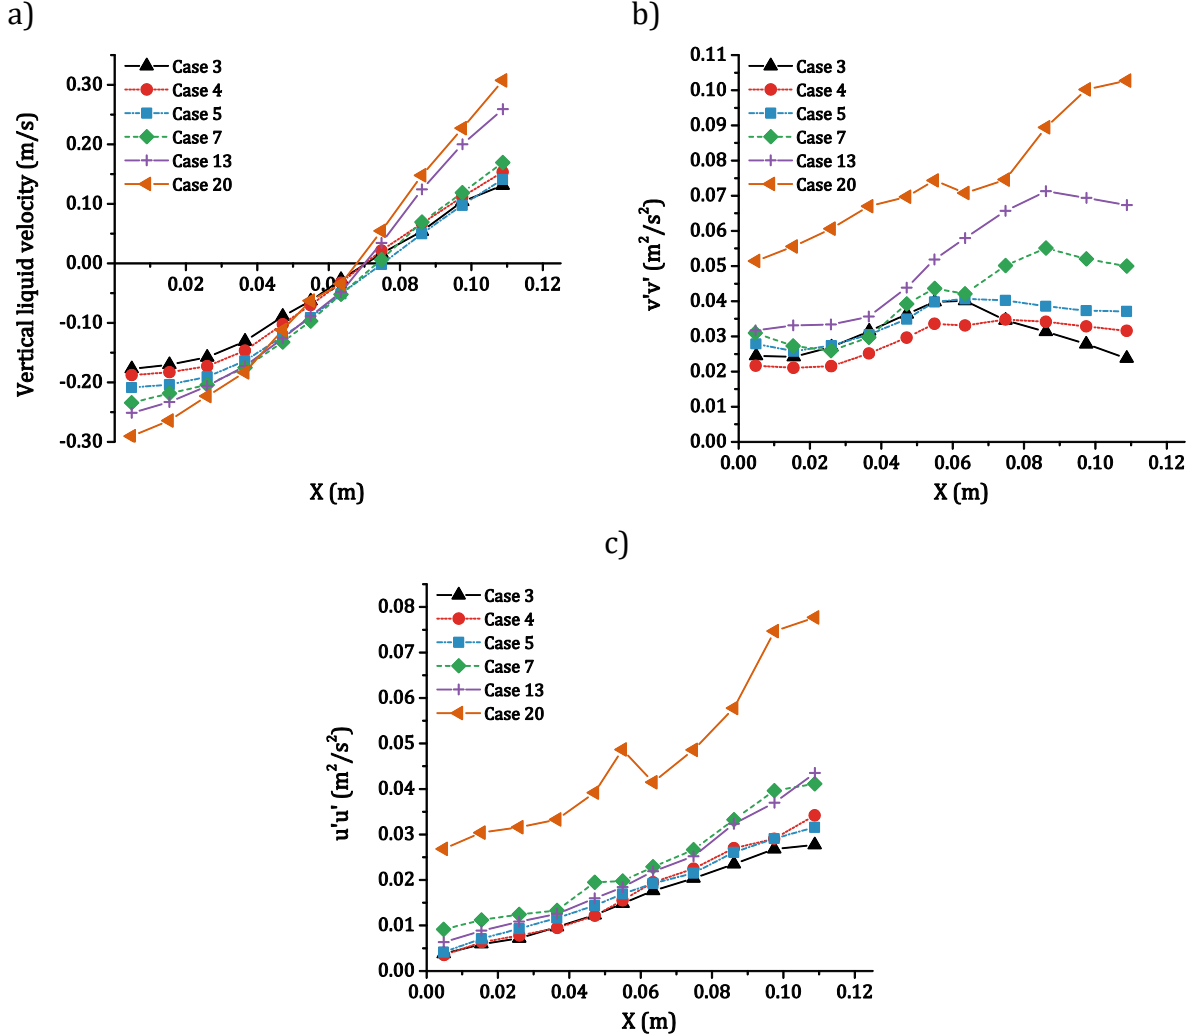 a)
Vertical liquid velocity (m/s)
0.30
0.20
0.10
0.00
-0.10
-0.20
-0.30
Case 3
Case 4
Case 5
Case 7
Case 13
Case 20
0.02 0.04 0.06 0.08 0.10 0.12
X (m)
b)
v'v' (m²/s²)
0.11
0.10
0.09
0.08
0.07
0.06
0.05
0.04
0.03
0.02
0.01
0.00
Case 3
Case 4
Case 5
Case 7
Case 13
Case 20
0.00 0.02 0.04 0.06 0.08 0.10 0.12
X (m)
c)
u'u' (m²/s²)
0.08
0.07
0.06
0.05
0.04
0.03
0.02
0.01
0.00
Case 3
Case 4
Case 5
Case 7
Case 13
Case 20
0.00 0.02 0.04 0.06 0.08 0.10 0.12
X (m)